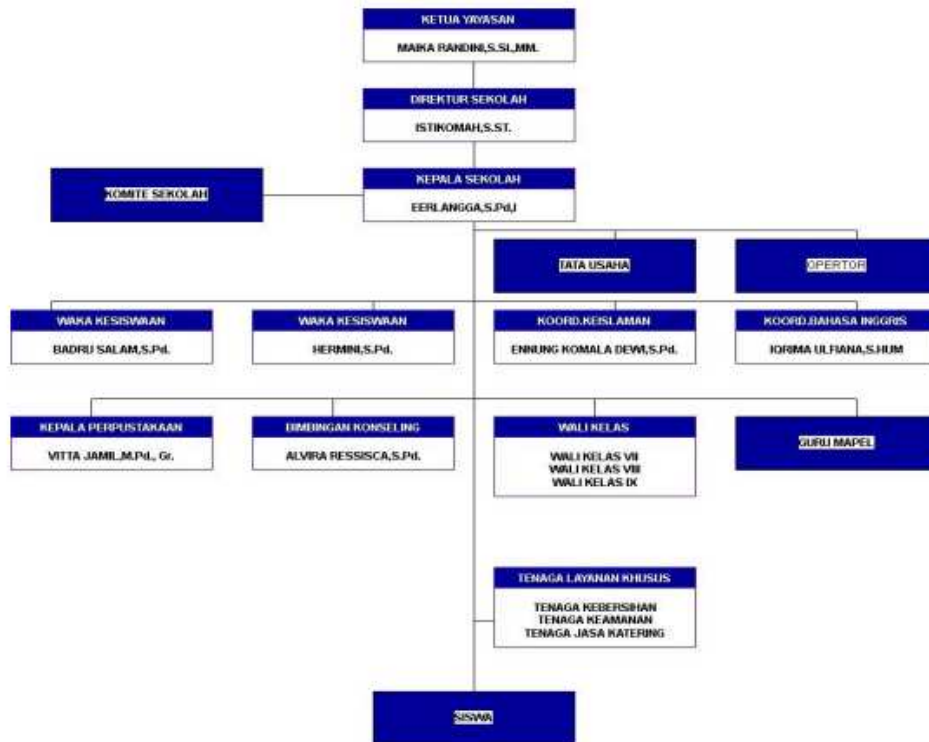 KETUA YAYASAN
MAIKA RANDINI,S.SI.,MM.
DIREKTUR SEKOLAH
ISTIKOMAH,S.ST.
KEPALA SEKOLAH
EERLANGGA,S.Pd,I
KOMITE SEKOLAH
TATA USAHA
OPERTOR
WAKA KESISWAAN
BADRU SALAM,S.Pd.
WAKA KESISWAAN
HERMINI,S.Pd.
KOORD.KEISLAMAN
ENNUNG KOMALA DEWI,S.Pd.
KOORD.BAHASA INGGRIS
IQRIMA ULFIANA,S.HUM
KEPALA PERPUSTAKAAN
VITTA JAMIL,M.Pd., Gr.
BIMBINGAN KONSELING
ALVIRA RESSISCA,S.Pd.
WALI KELAS
WALI KELAS VII
WALI KELAS VIII
WALI KELAS IX
GURU MAPEL
TENAGA LAYANAN KHUSUS
TENAGA KEBERSIHAN
TENAGA KEAMANAN
TENAGA JASA KATERING
SISWA